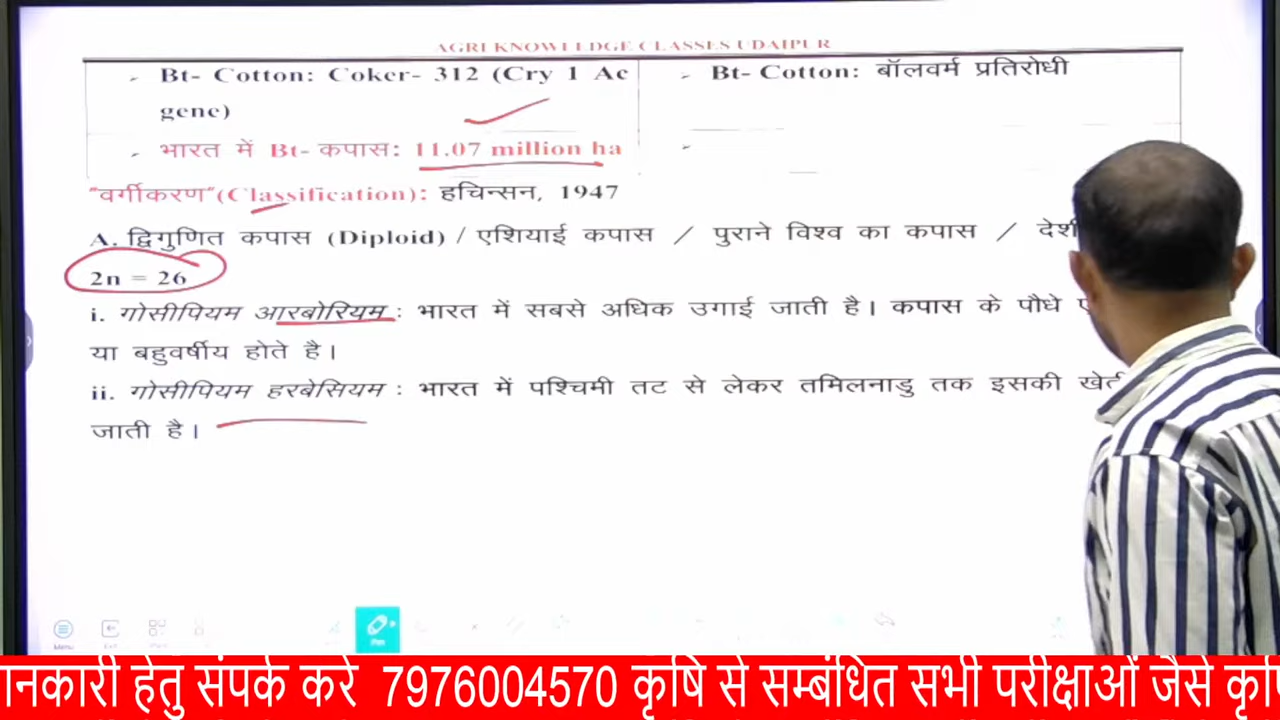 AGRI KNOWLEDGE CLASSES UDAIPUR
Bt- Cotton: Coker- 312 (Cry 1 Ac
gene)
Bt- Cotton: बॉलवर्म प्रतिरोधी
भारत में Bt- कपास: 11.07 million ha
"वर्गीकरण"(Classification): हचिन्सन, 1947
A. द्विगुणित कपास (Diploid) / एशियाई कपास / पुराने विश्व का कपास / देशी
2n = 26
i. गोसीपियम आरबोरियम : भारत में सबसे अधिक उगाई जाती है। कपास के पौधे
या बहुवर्षीय होते है।
ii. गोसीपियम हरबेसियम : भारत में पश्चिमी तट से लेकर तमिलनाडु तक इसकी खेती
जाती है।
Menu
Pen
जानकारी हेतु संपर्क करे 7976004570 कृषि से सम्बंधित सभी परीक्षाओं जैसे कृषि